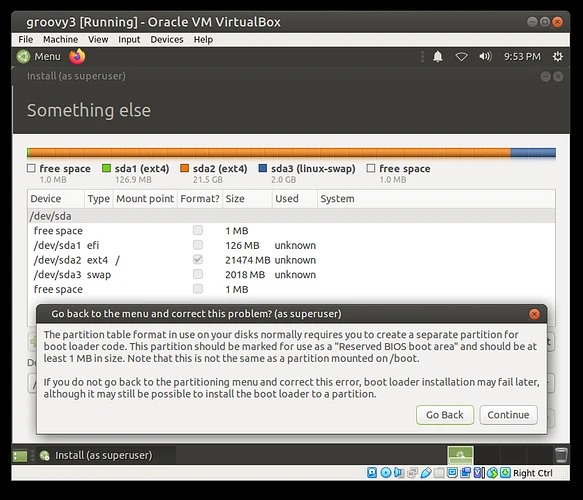 groovy3 [Running] - Oracle VM VirtualBox
File Machine View Input Devices Help
Menu 9:53 PM
Install (as superuser)
Something else
free space sda1 (ext4) sda2 (ext4) sda3 (linux-swap) free space
1.0 MB 126.9 MB 21.5 GB 2.0 GB 1.0 MB
Device Type Mount point Format? Size Used System
/dev/sda
free space 1 MB
/dev/sda1 efi 126 MB unknown
/dev/sda2 ext4 / 21474 MB unknown
/dev/sda3 swap 2018 MB unknown
free space 1 MB
Go back to the menu and correct this problem? (as superuser)
The partition table format in use on your disks normally requires you to create a separate partition for
boot loader code. This partition should be marked for use as a "Reserved BIOS boot area" and should be at
least 1 MB in size. Note that this is not the same as a partition mounted on /boot.
If you do not go back to the partitioning menu and correct this error, boot loader installation may fail later,
although it may still be possible to install the boot loader to a partition.
Go Back Continue
Install (as superuser)
Right Ctrl